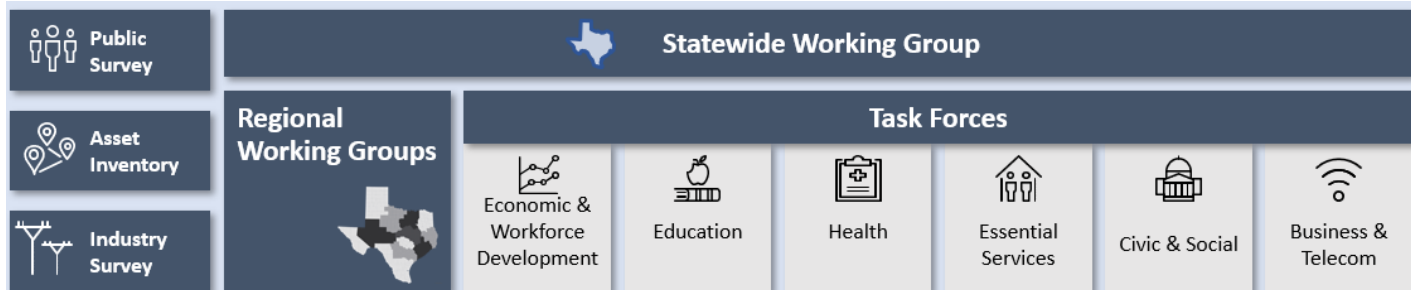 Public
Survey
Statewide Working Group
Asset
Inventory
Regional
Working Groups
Task Forces
Economic &
Workforce
Development
Education
Health
Essential
Services
Civic & Social
Business &
Telecom
Industry
Survey